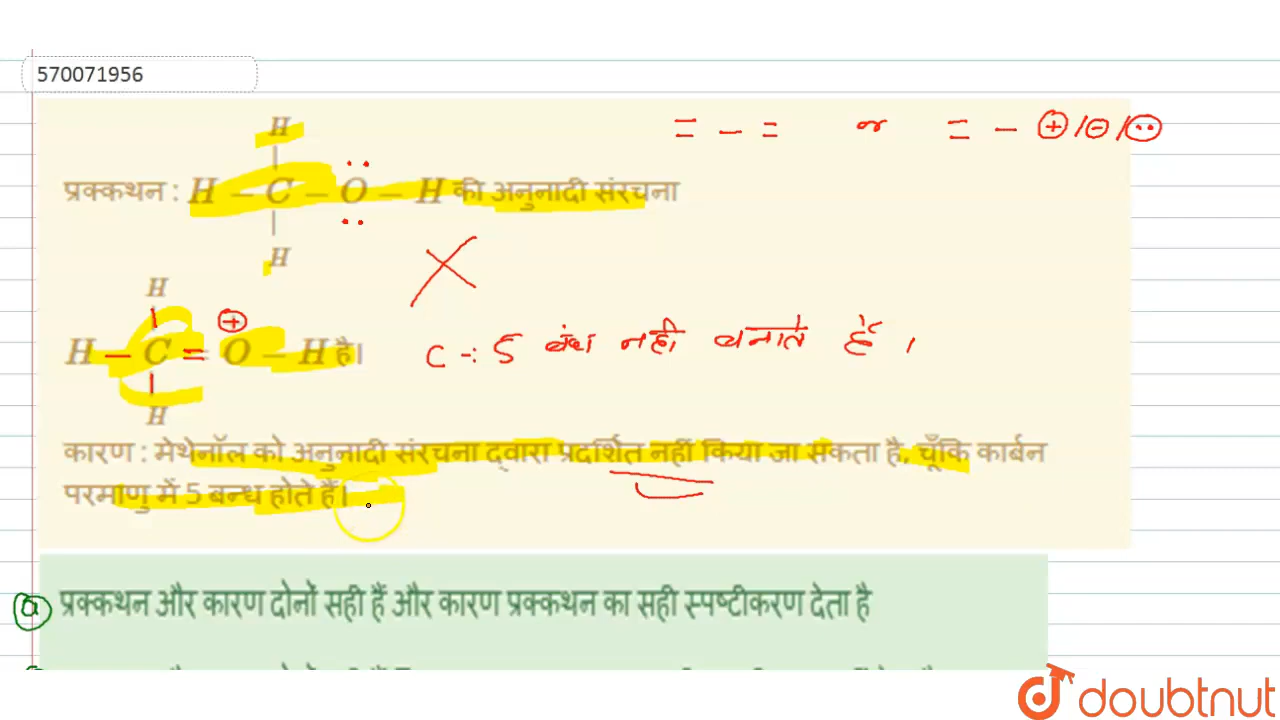 570071956
= - = or = - ⊕/⊖/(··)
H
|
प्रक्कथन : H – C – O – H की अनुनादी संरचना
|
H
H
+
H – C = O – H है।
C -: 5 बंध नहीं बनाते हैं ।
H
कारण : मेथेनॉल को अनुनादी संरचना द्वारा प्रदर्शित नहीं किया जा सकता है, चूँकि कार्बन
परमाणु में 5 बन्ध होते हैं।
a प्रक्कथन और कारण दोनों सही हैं और कारण प्रक्कथन का सही स्पष्टीकरण देता है
doubtnut